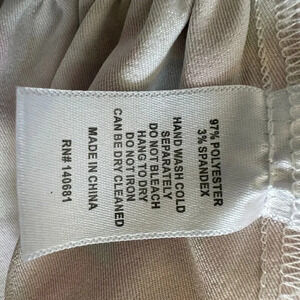 97% POLYESTER
3% SPANDEX
HAND WASH COLD
SEPARATELY
DO NOT BLEACH
HANG TO DRY
DO NOT IRON
CAN BE DRY CLEANED
MADE IN CHINA
RN# 140681